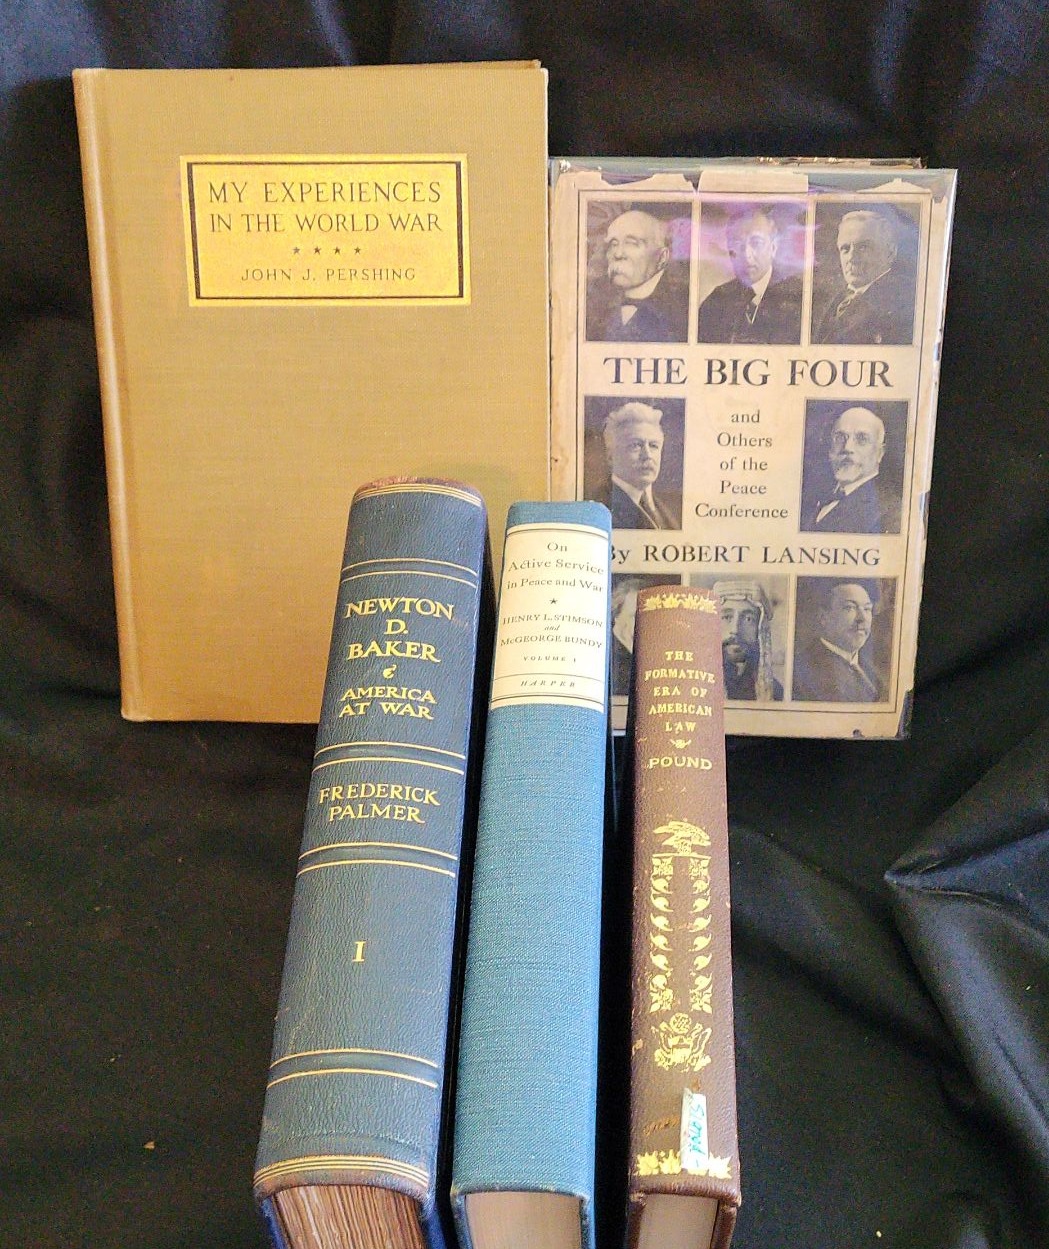 MY EXPERIENCES
IN THE WORLD WAR
★ ★ ★ ★
JOHN J. PERSHING
THE BIG FOUR
and
Others
of the
Peace
Conference
By ROBERT LANSING
NEWTON
D.
BAKER
&
AMERICA
AT WAR
FREDERICK
PALMER
I
On
Active Service
in Peace and War
★
HENRY L. STIMSON
and
McGEORGE BUNDY
VOLUME I
HARPER
THE
FORMATIVE
ERA OF
AMERICAN
LAW
POUND